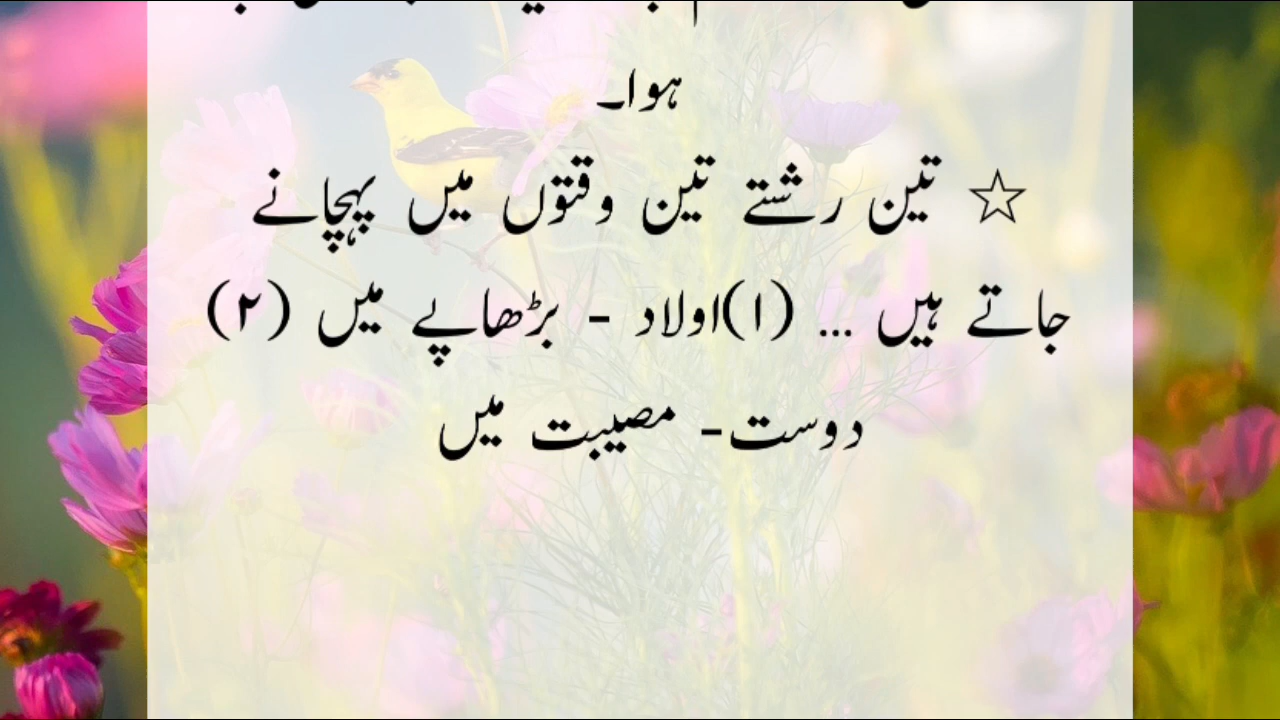 ہوا۔
☆ تین رشتے تین وقتوں میں پہچانے
جاتے ہیں ... (۱)اولاد - بڑھاپے میں (۲)
دوست- مصیبت میں